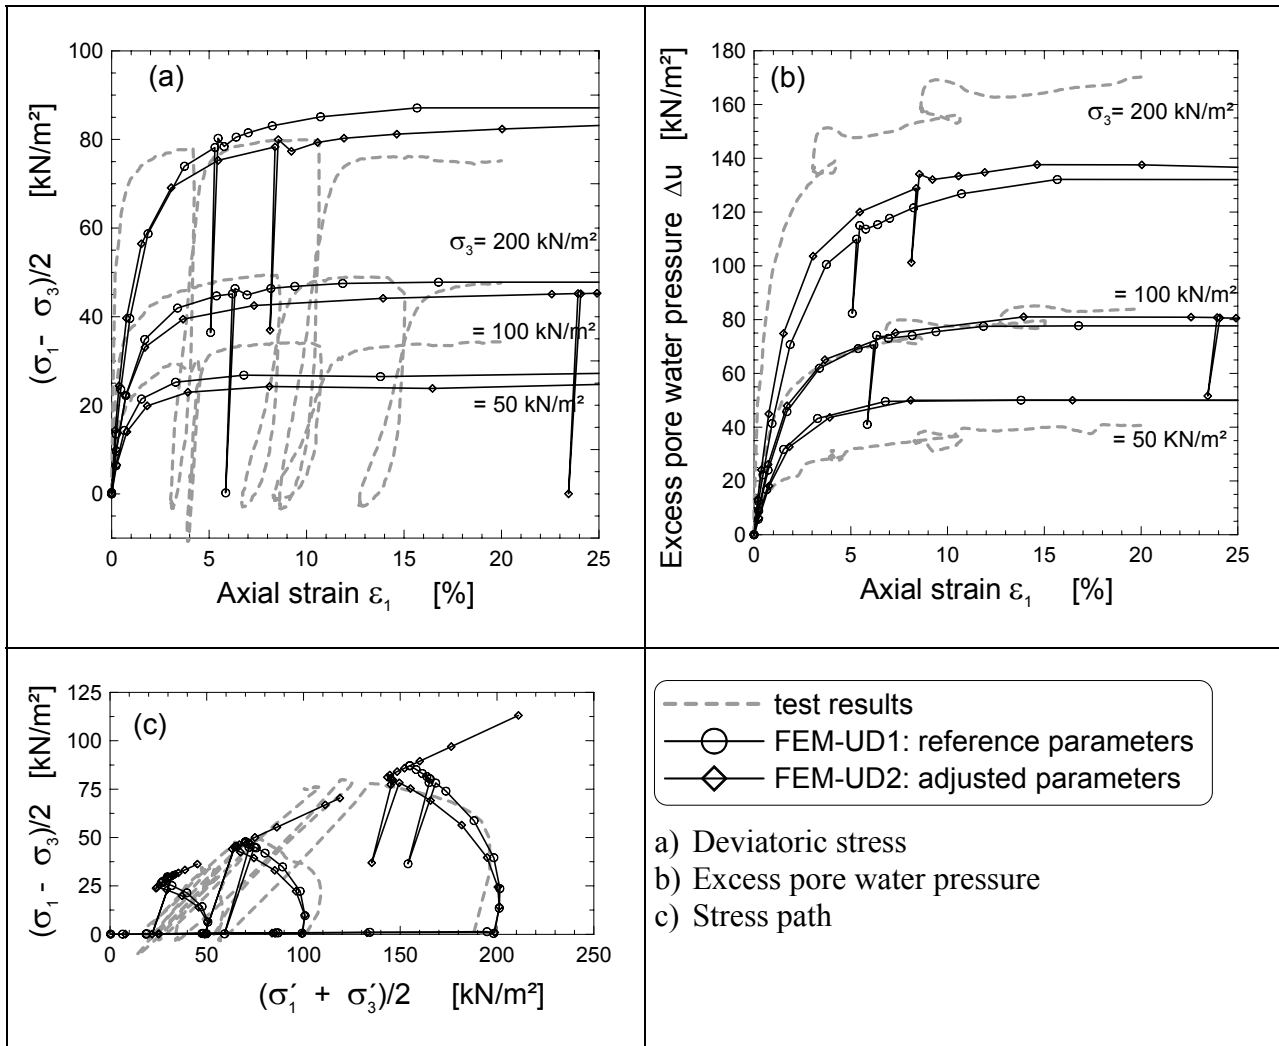 (a)
100
80
60
40
20
0
(σ₁- σ₃)/2 [kN/m²]
σ₃= 200 kN/m²
= 100 kN/m²
= 50 kN/m²
0 5 10 15 20 25
Axial strain ε₁ [%]
(b)
180
160
140
120
100
80
60
40
20
0
Excess pore water pressure Δu [kN/m²]
σ₃= 200 kN/m²
= 100 kN/m²
= 50 KN/m²
0 5 10 15 20 25
Axial strain ε₁ [%]
(c)
125
100
75
50
25
0
(σ₁ - σ₃)/2 [kN/m²]
0 50 100 150 200 250
(σ₁´ + σ₃´)/2 [kN/m²]
test results
FEM-UD1: reference parameters
FEM-UD2: adjusted parameters
a) Deviatoric stress
b) Excess pore water pressure
c) Stress path